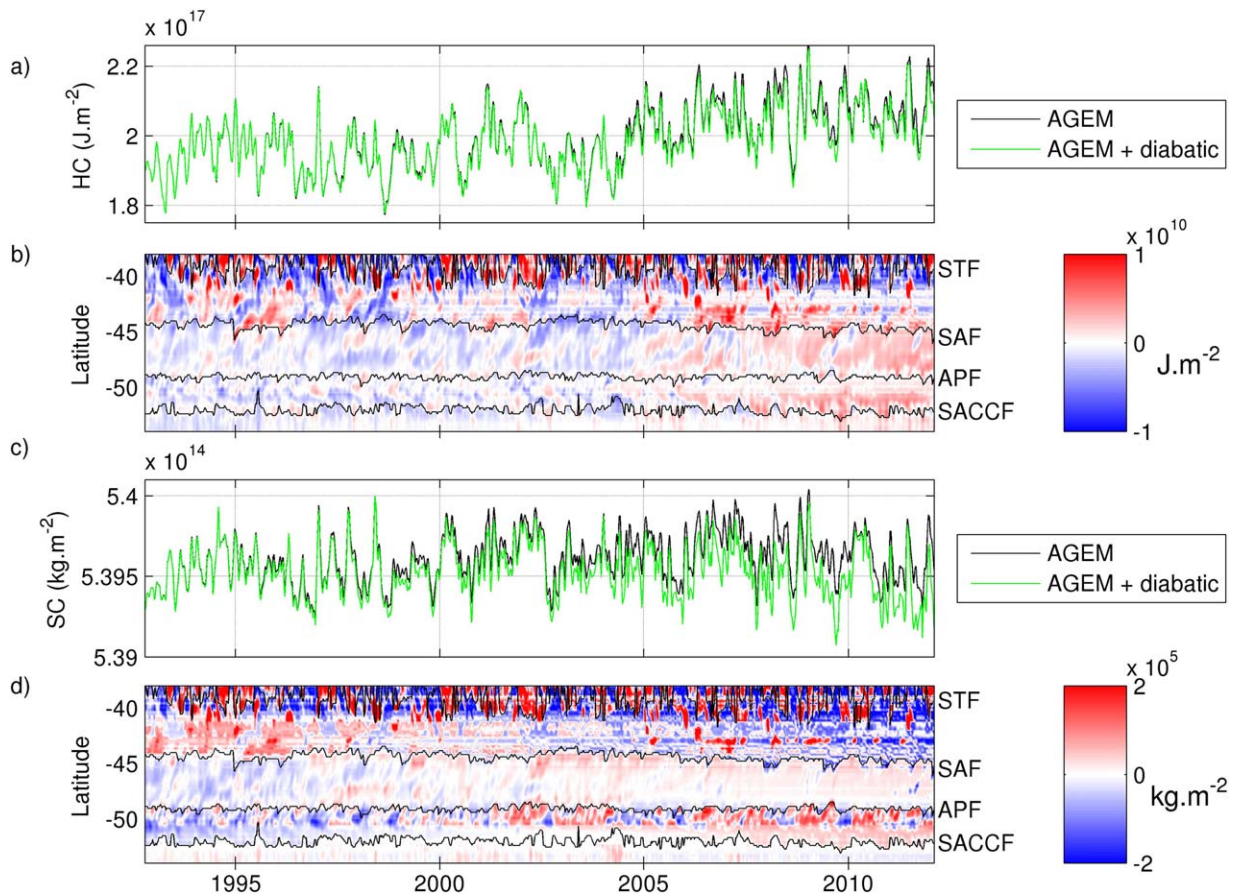 x 10^17
a)
HC (J.m^-2)
2.2
2
1.8
AGEM
AGEM + diabatic
b)
Latitude
-40
-45
-50
STF
SAF
APF
SACCF
x 10^10
1
0
-1
J.m^-2
c)
x 10^14
SC (kg.m^-2)
5.4
5.395
5.39
AGEM
AGEM + diabatic
d)
Latitude
-40
-45
-50
STF
SAF
APF
SACCF
x 10^5
2
0
-2
kg.m^-2
1995 2000 2005 2010